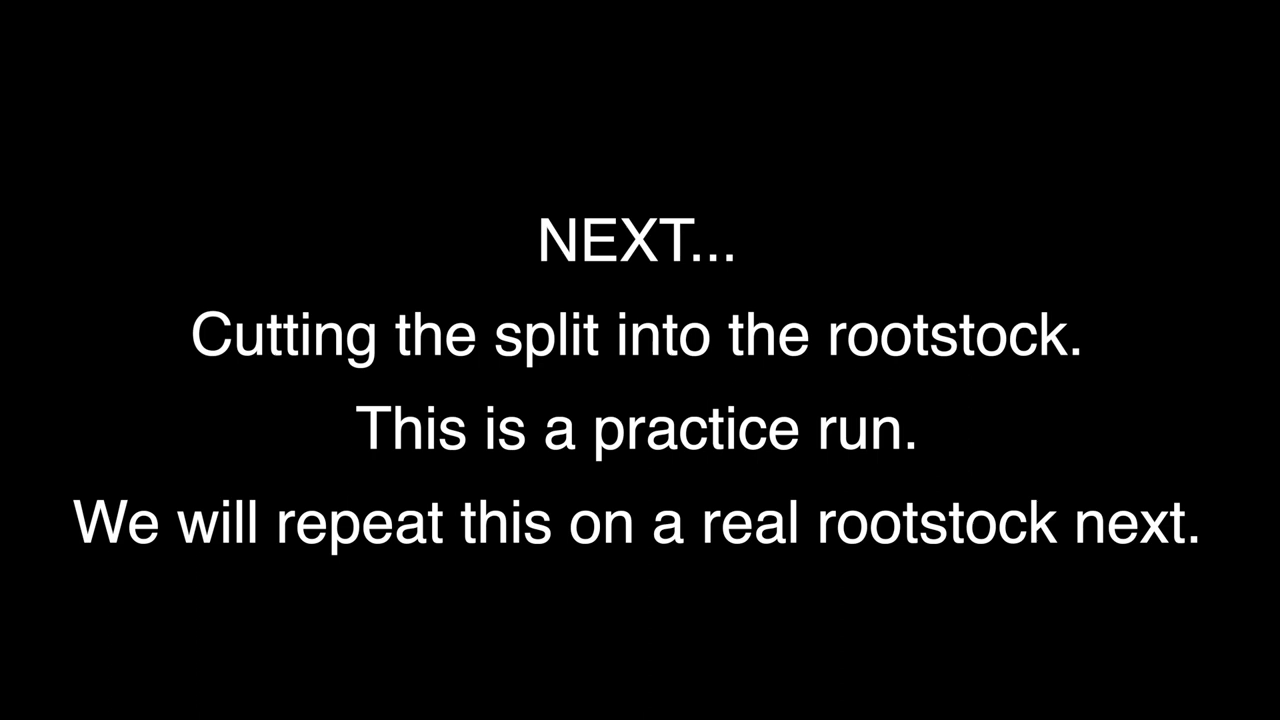 NEXT...
Cutting the split into the rootstock.
This is a practice run.
We will repeat this on a real rootstock next.